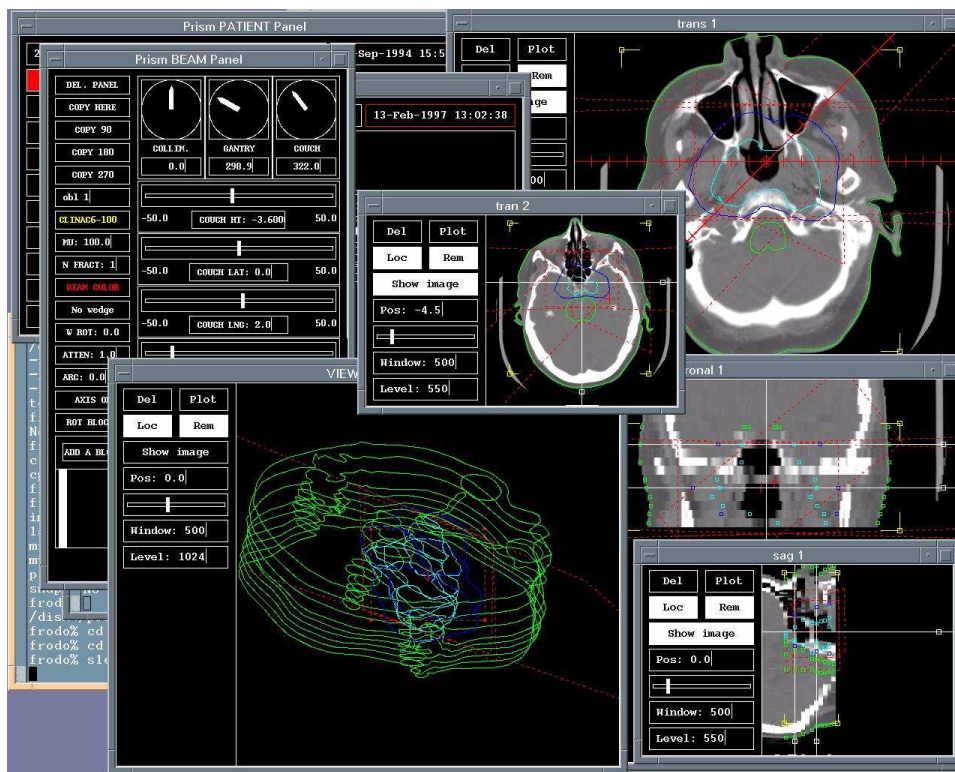 Prism PATIENT Panel
Sep-1994 15:5
trans 1
Del
Plot
Rem
Prism BEAM Panel
DEL. PANEL
COPY HERE
COPY 90
COPY 180
COPY 270
obl 1
CLINAC6-100
MU: 100.0
N FRACT: 1
BEAM COLOR
No wedge
W ROT: 0.0
ATTEN: 1.0
ARC: 0.0
AXIS O
ROT BLOC
ADD A BL
COLLIM.
GANTRY
COUCH
0.0
298.9
322.0
-50.0
COUCH HT: -3.600
50.0
-50.0
COUCH LAT: 0.0
50.0
-50.0
COUCH LNG: 2.0
50.0
13-Feb-1997 13:02:38
tran 2
Del
Plot
Loc
Rem
Show image
Pos: -4.5
Window: 500
Level: 550
VIEW
Del
Plot
Loc
Rem
Show image
Pos: 0.0
Window: 500
Level: 1024
ronal 1
sag 1
Del
Plot
Loc
Rem
Show image
Pos: 0.0
Window: 500
Level: 550
frodo% cd
frodo% cd
frodo% sle